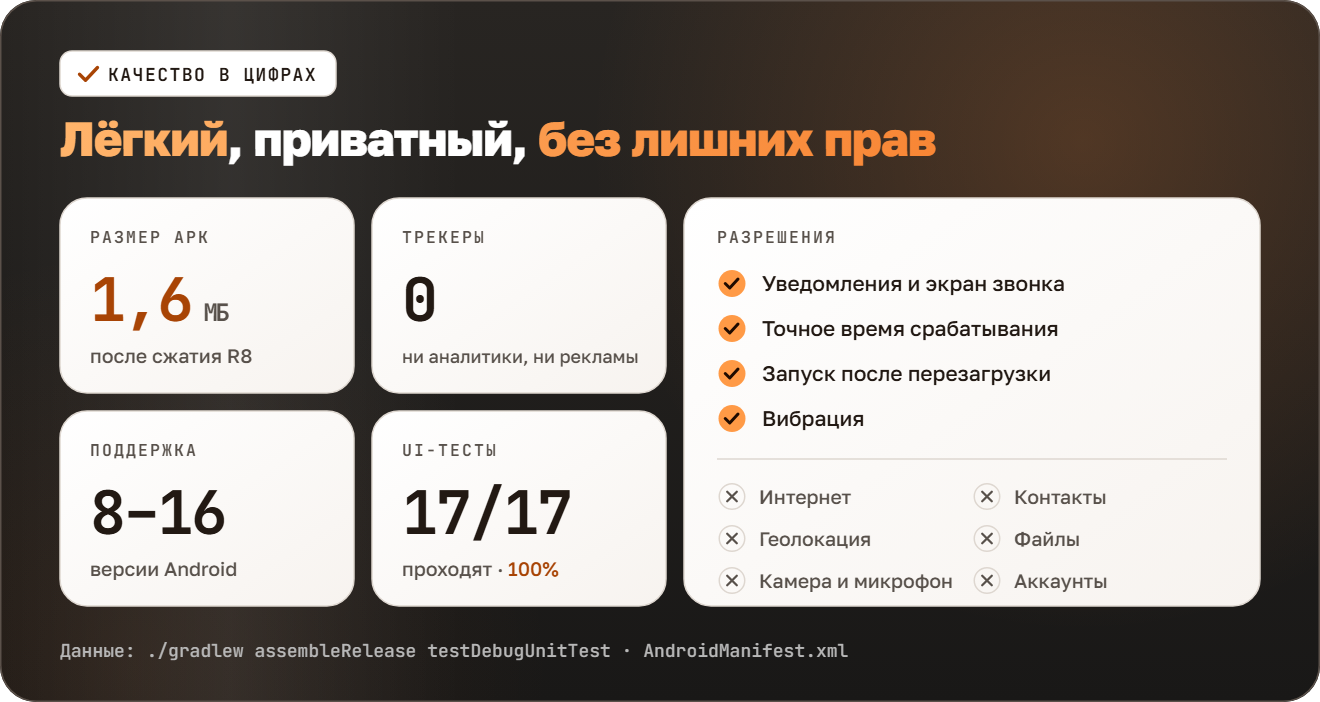 КАЧЕСТВО В ЦИФРАХ
Лёгкий, приватный, без лишних прав
РАЗМЕР APK
1,6 МБ
после сжатия R8
ТРЕКЕРЫ
0
ни аналитики, ни рекламы
ПОДДЕРЖКА
8–16
версии Android
UI-ТЕСТЫ
17/17
проходят · 100%
РАЗРЕШЕНИЯ
Уведомления и экран звонка
Точное время срабатывания
Запуск после перезагрузки
Вибрация
Интернет
Контакты
Геолокация
Файлы
Камера и микрофон
Аккаунты
Данные: ./gradlew assembleRelease testDebugUnitTest · AndroidManifest.xml